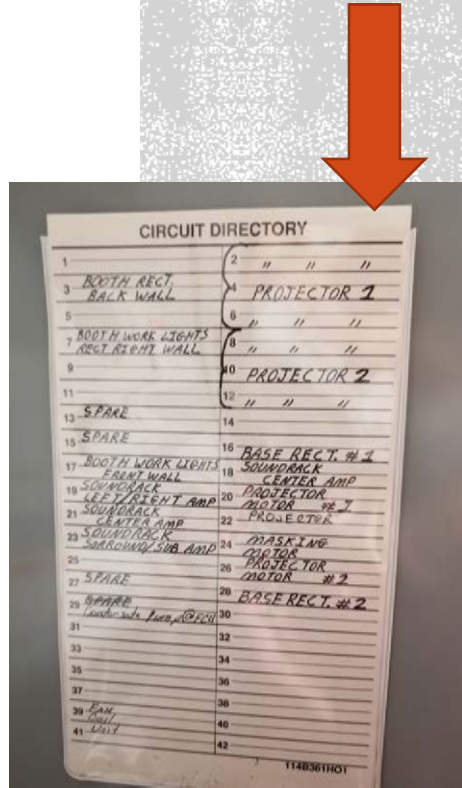 CIRCUIT DIRECTORY
1
3 BOOTH RECT.
BACK WALL
5
7 BOOTH WORK LIGHTS
RECT RIGHT WALL
9
11
13 SPARE
15 SPARE
17 BOOTH WORK LIGHTS
FRONT WALL
19 SOUNDRACK
LEFT/RIGHT AMP
21 SOUNDRACK
CENTER AMP
23 SOUNDRACK
SORROUND/SUB AMP
25
27 SPARE
29 SPARE
Condensate Pump @ FCU
31
33
35
37
39 Fan
Coil
41 Unit
2 " " "
4 PROJECTOR 1
6 " " "
8 " " "
10 PROJECTOR 2
12 " " "
14
16 BASE RECT. #1
18 SOUNDRACK
CENTER AMP
20 PROJECTOR
MOTOR #1
22 PROJECTOR
24 MASKING
MOTOR
26 PROJECTOR
MOTOR #2
28 BASE RECT. #2
30
32
34
36
38
40
42
114B361H01